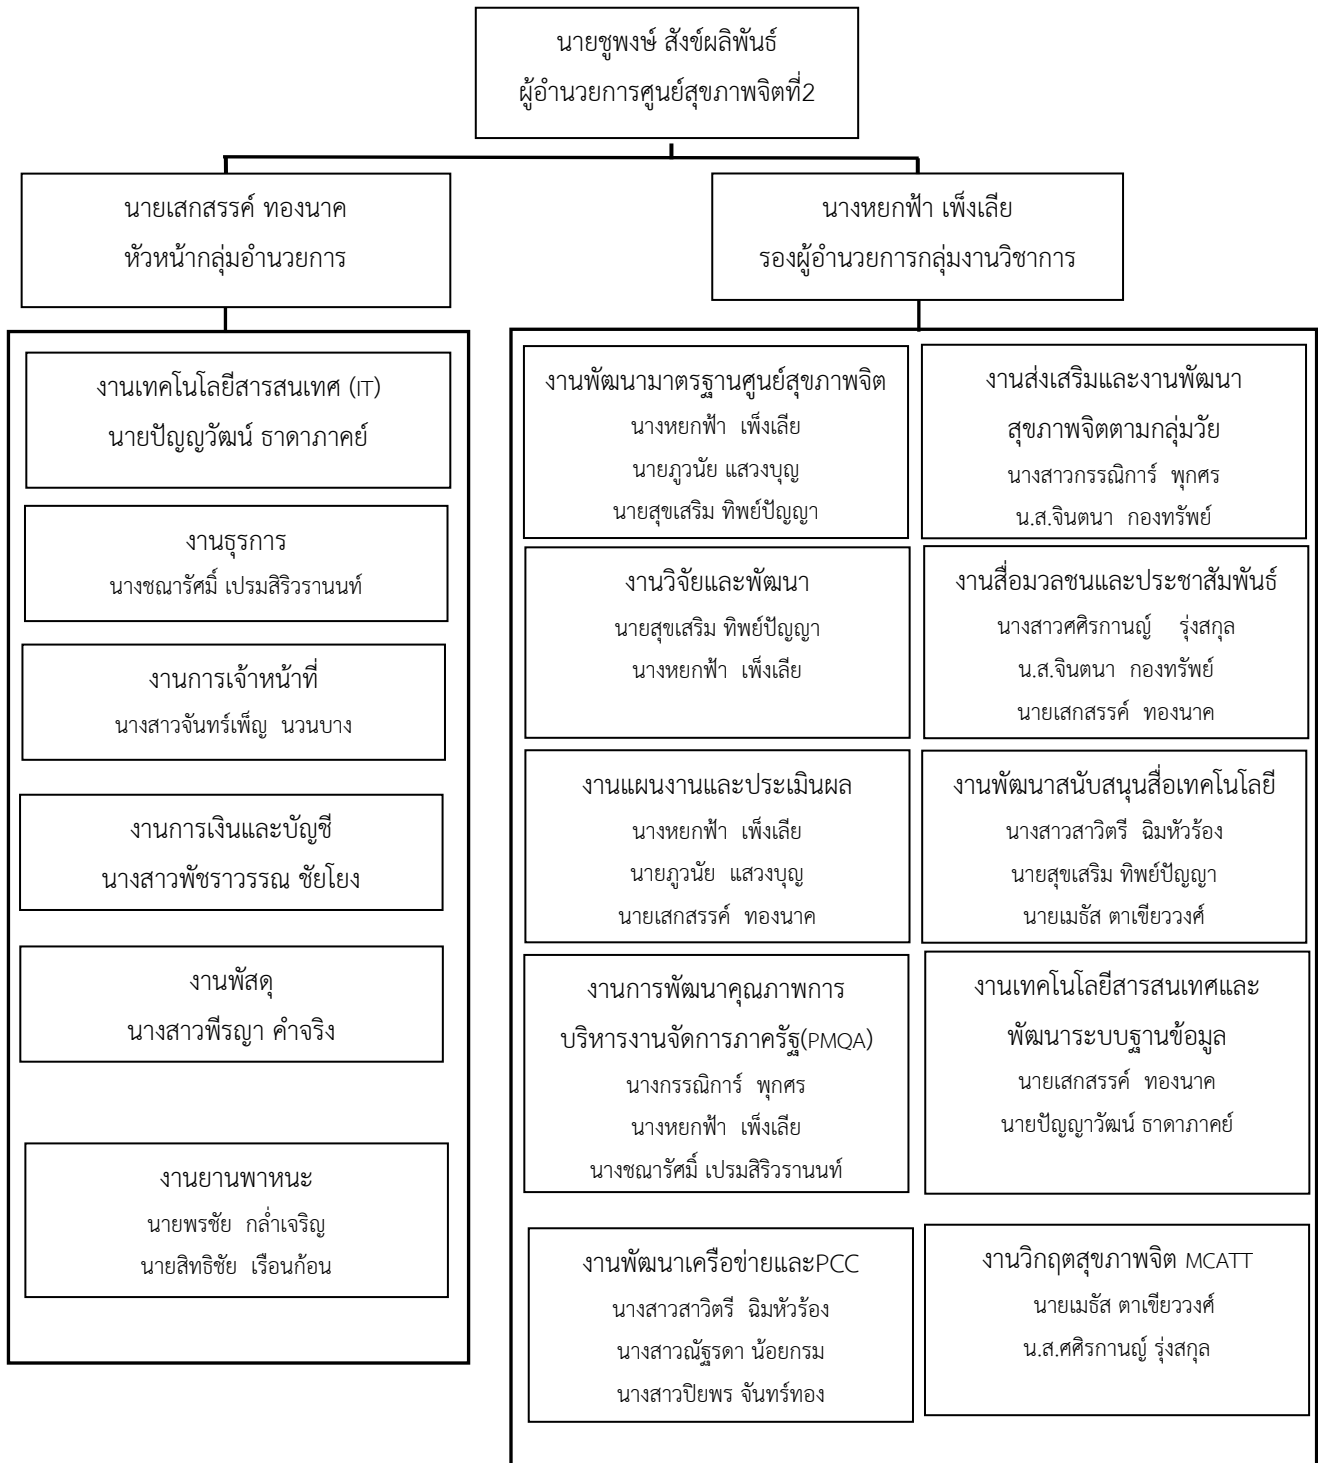 นายชูพงษ์ สังข์ผลิพันธ์
ผู้อำนวยการศูนย์สุขภาพจิตที่2
นายเสกสรรค์ ทองนาค
หัวหน้ากลุ่มอำนวยการ
นางหยกฟ้า เพ็งเลีย
รองผู้อำนวยการกลุ่มงานวิชาการ
งานเทคโนโลยีสารสนเทศ (IT)
นายปัญญวัฒน์ ธาดาภาคย์
งานธุรการ
นางชณารัศมิ์ เปรมสิริวรานนท์
งานการเจ้าหน้าที่
นางสาวจันทร์เพ็ญ นวนบาง
งานการเงินและบัญชี
นางสาวพัชราวรรณ ชัยโยง
งานพัสดุ
นางสาวพีรญา คำจริง
งานยานพาหนะ
นายพรชัย กล่ำเจริญ
นายสิทธิชัย เรือนก้อน
งานพัฒนามาตรฐานศูนย์สุขภาพจิต
นางหยกฟ้า เพ็งเลีย
นายภูวนัย แสวงบุญ
นายสุขเสริม ทิพย์ปัญญา
งานส่งเสริมและงานพัฒนา
สุขภาพจิตตามกลุ่มวัย
นางสาวกรรณิการ์ พุกศร
น.ส.จินตนา กองทรัพย์
งานวิจัยและพัฒนา
นายสุขเสริม ทิพย์ปัญญา
นางหยกฟ้า เพ็งเลีย
งานสื่อมวลชนและประชาสัมพันธ์
นางสาวศศิรกานญ์ รุ่งสกุล
น.ส.จินตนา กองทรัพย์
นายเสกสรรค์ ทองนาค
งานแผนงานและประเมินผล
นางหยกฟ้า เพ็งเลีย
นายภูวนัย แสวงบุญ
นายเสกสรรค์ ทองนาค
งานพัฒนาสนับสนุนสื่อเทคโนโลยี
นางสาวสาวิตรี ฉิมหัวร้อง
นายสุขเสริม ทิพย์ปัญญา
นายเมธัส ตาเขียววงศ์
งานการพัฒนาคุณภาพการ
บริหารงานจัดการภาครัฐ(PMQA)
นางกรรณิการ์ พุกศร
นางหยกฟ้า เพ็งเลีย
นางชณารัศมิ์ เปรมสิริวรานนท์
งานเทคโนโลยีสารสนเทศและ
พัฒนาระบบฐานข้อมูล
นายเสกสรรค์ ทองนาค
นายปัญญาวัฒน์ ธาดาภาคย์
งานพัฒนาเครือข่ายและPCC
นางสาวสาวิตรี ฉิมหัวร้อง
นางสาวณัฐรดา น้อยกรม
นางสาวปิยพร จันทร์ทอง
งานวิกฤตสุขภาพจิต MCATT
นายเมธัส ตาเขียววงศ์
น.ส.ศศิรกานญ์ รุ่งสกุล